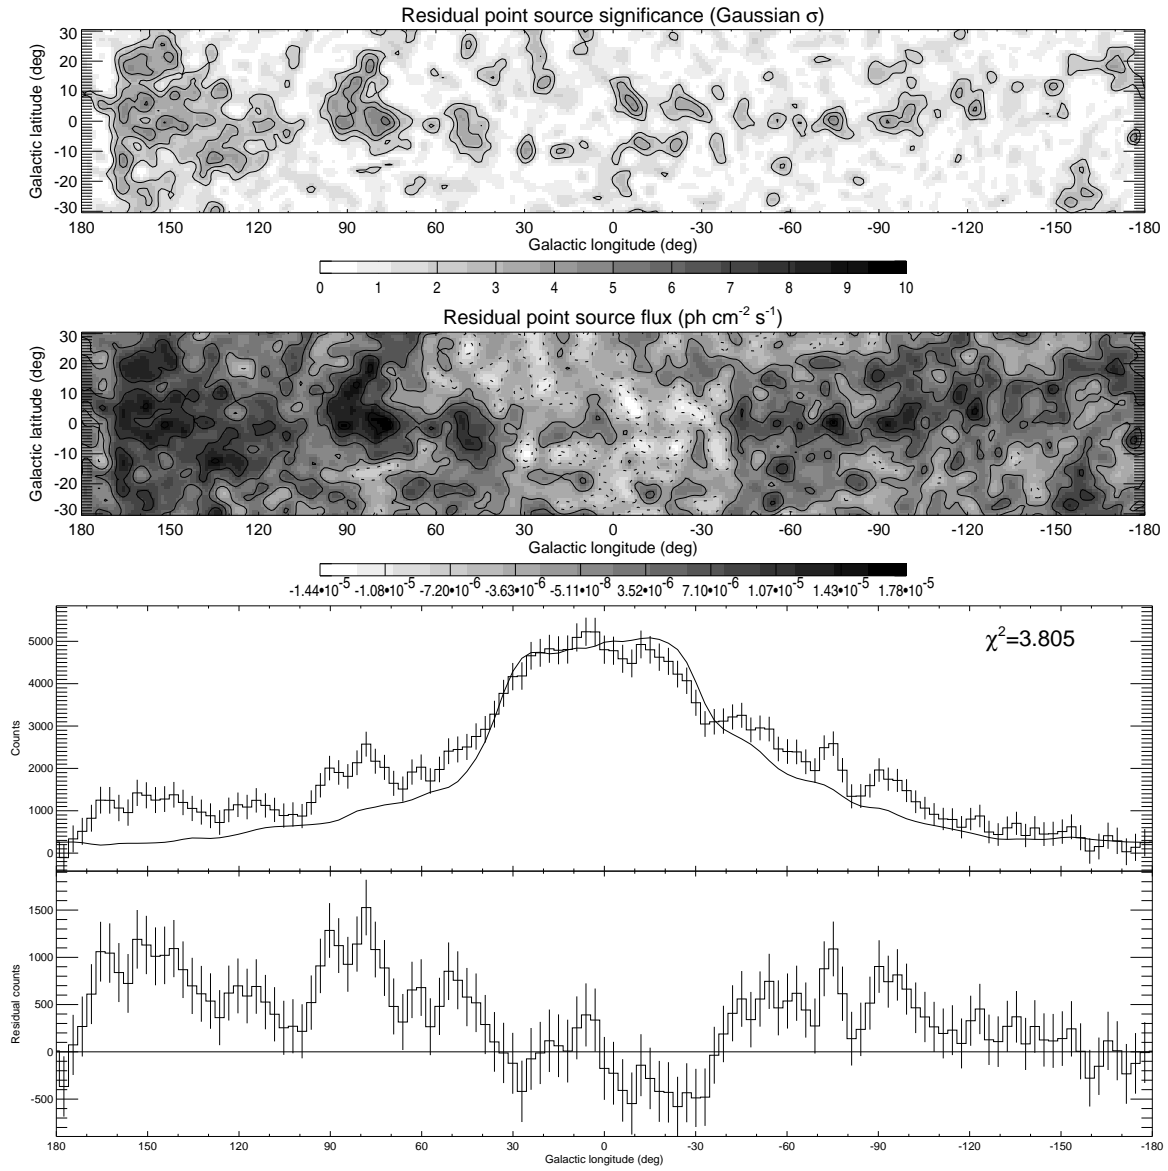 Residual point source significance (Gaussian σ)
Galactic latitude (deg)
30
20
10
0
-10
-20
-30
180 150 120 90 60 30 0 -30 -60 -90 -120 -150 -180
Galactic longitude (deg)
0 1 2 3 4 5 6 7 8 9 10
Residual point source flux (ph cm⁻² s⁻¹)
Galactic latitude (deg)
30
20
10
0
-10
-20
-30
180 150 120 90 60 30 0 -30 -60 -90 -120 -150 -180
Galactic longitude (deg)
-1.44•10⁻⁵ -1.08•10⁻⁵ -7.20•10⁻⁶ -3.63•10⁻⁶ -5.11•10⁻⁸ 3.52•10⁻⁶ 7.10•10⁻⁶ 1.07•10⁻⁵ 1.43•10⁻⁵ 1.78•10⁻⁵
χ²=3.805
Counts
5000
4000
3000
2000
1000
0
Residual counts
1500
1000
500
0
-500
180 150 120 90 60 30 0 -30 -60 -90 -120 -150 -180
Galactic longitude (deg)